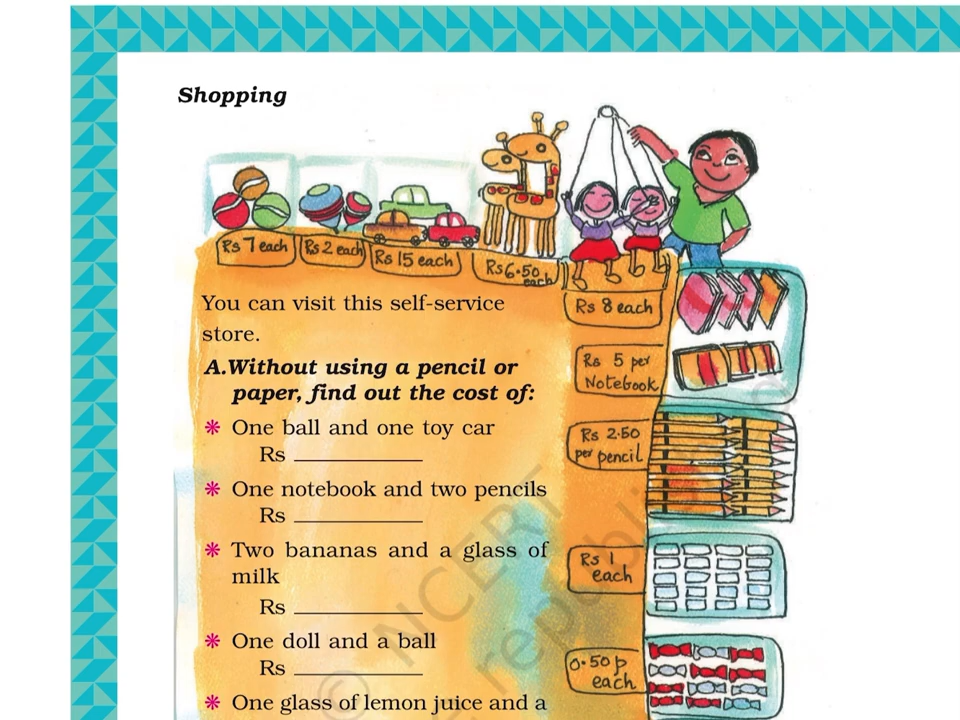 Shopping
Rs 7 each
Rs 2 each
Rs 15 each
Rs 6.50 each
Rs 8 each
You can visit this self-service
store.
Rs 5 per
Notebook
A.Without using a pencil or
paper, find out the cost of:
One ball and one toy car
Rs
Rs 2.50
per pencil
One notebook and two pencils
Rs
Two bananas and a glass of
milk
Rs
Rs 1
each
One doll and a ball
Rs
0.50 p
each
One glass of lemon juice and a
© NCERT
republi